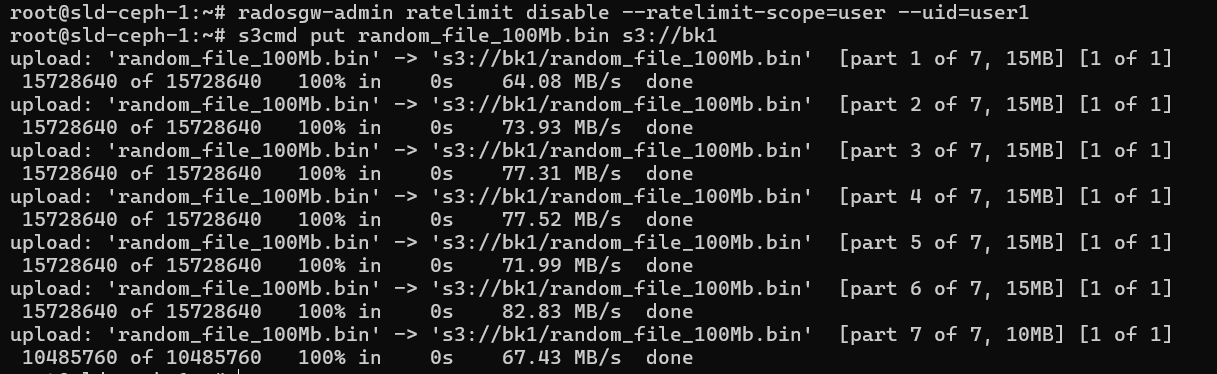 root@sld-ceph-1:~# radosgw-admin ratelimit disable --ratelimit-scope=user --uid=user1
root@sld-ceph-1:~# s3cmd put random_file_100Mb.bin s3://bk1
upload: 'random_file_100Mb.bin' -> 's3://bk1/random_file_100Mb.bin'  [part 1 of 7, 15MB] [1 of 1]
 15728640 of 15728640   100% in    0s    64.08 MB/s  done
upload: 'random_file_100Mb.bin' -> 's3://bk1/random_file_100Mb.bin'  [part 2 of 7, 15MB] [1 of 1]
 15728640 of 15728640   100% in    0s    73.93 MB/s  done
upload: 'random_file_100Mb.bin' -> 's3://bk1/random_file_100Mb.bin'  [part 3 of 7, 15MB] [1 of 1]
 15728640 of 15728640   100% in    0s    77.31 MB/s  done
upload: 'random_file_100Mb.bin' -> 's3://bk1/random_file_100Mb.bin'  [part 4 of 7, 15MB] [1 of 1]
 15728640 of 15728640   100% in    0s    77.52 MB/s  done
upload: 'random_file_100Mb.bin' -> 's3://bk1/random_file_100Mb.bin'  [part 5 of 7, 15MB] [1 of 1]
 15728640 of 15728640   100% in    0s    71.99 MB/s  done
upload: 'random_file_100Mb.bin' -> 's3://bk1/random_file_100Mb.bin'  [part 6 of 7, 15MB] [1 of 1]
 15728640 of 15728640   100% in    0s    82.83 MB/s  done
upload: 'random_file_100Mb.bin' -> 's3://bk1/random_file_100Mb.bin'  [part 7 of 7, 10MB] [1 of 1]
 10485760 of 10485760   100% in    0s    67.43 MB/s  done